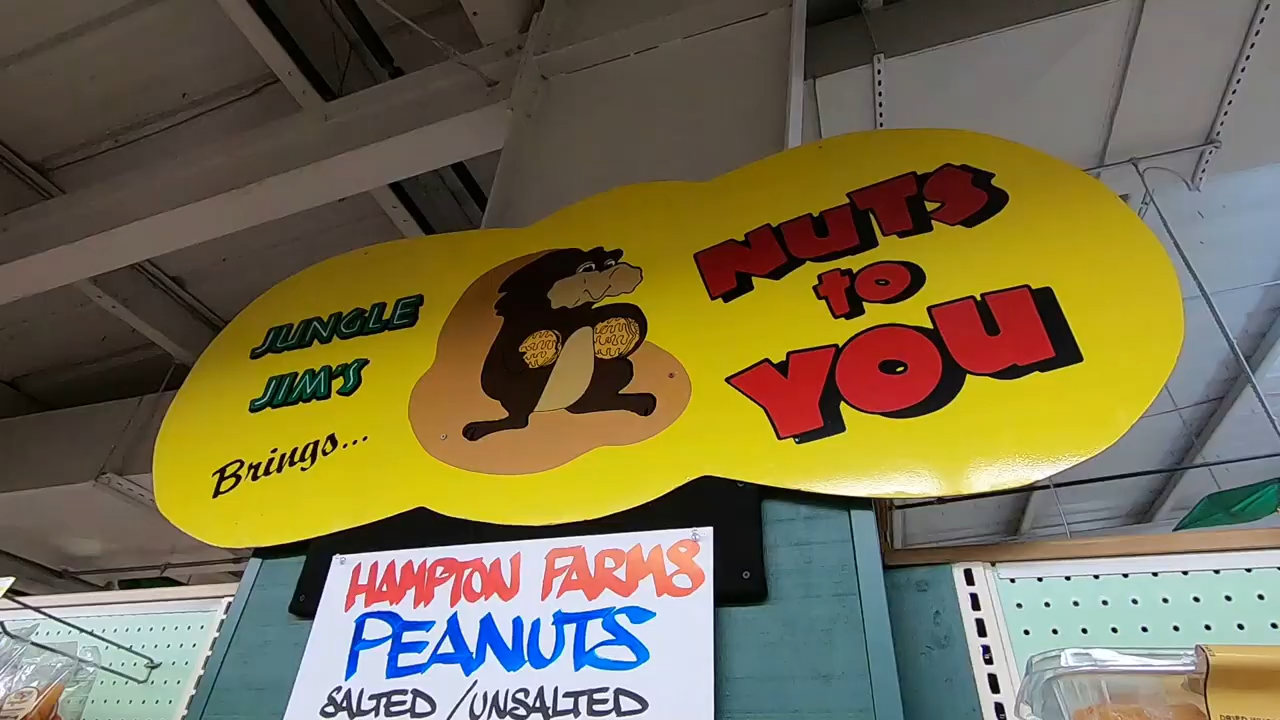 JUNGLE
JIM'S
Brings...
NUTS
to
YOU
HAMPTON FARMS
PEANUTS
SALTED / UNSALTED